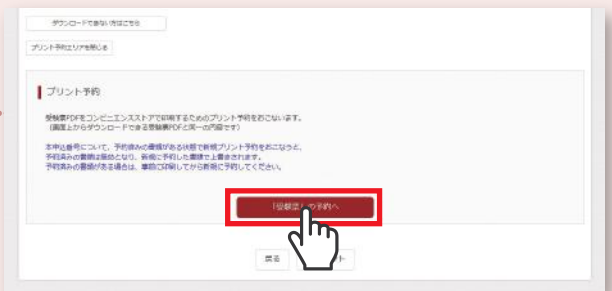 ダウンロードできない方はこちら
プリント予約エリアを閉じる
プリント予約
受験票PDFをコンビニエンスストアで印刷するためのプリント予約をおこないます。
(画面上からダウンロードできる受験票PDFと同一の内容です)
本申込番号について、予約済みの書類がある状態で新規プリント予約をおこなうと、
予約済みの書類は無効となり、新規に予約した書類で上書きされます。
予約済みの書類がある場合は、事前に印刷してから新規に予約してください。
「受験票」の予約へ
戻る
ト